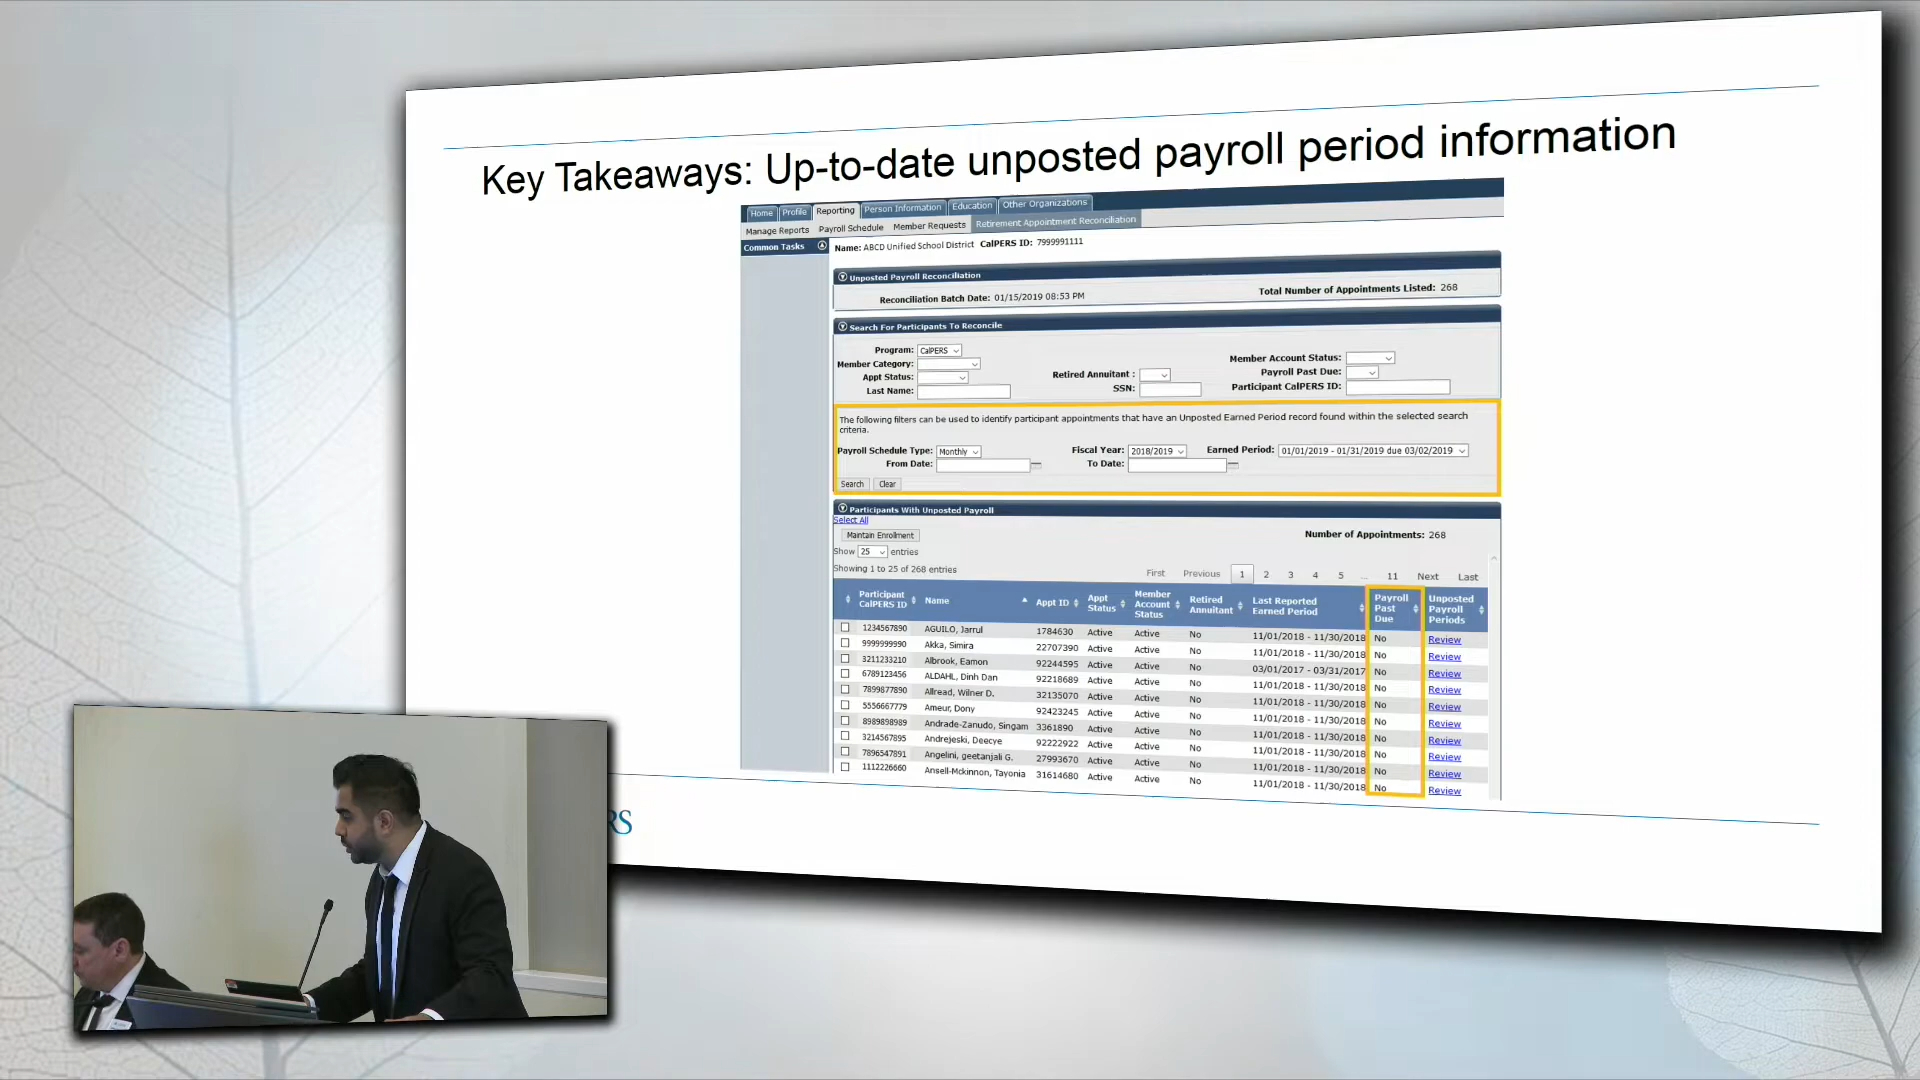 Key Takeaways: Up-to-date unposted payroll period information
Home Profile Reporting Person Information Education Other Organizations
Manage Reports Payroll Schedule Member Requests Retirement Appointment Reconciliation
Common Tasks
Name: ABCD Unified School District CalPERS ID: 7999991111
Unposted Payroll Reconciliation
Reconciliation Batch Date: 01/15/2019 08:53 PM Total Number of Appointments Listed: 268
Search For Participants To Reconcile
Program: CalPERS
Member Category: Member Account Status:
Appt Status: Retired Annuitant : Payroll Past Due:
Last Name: SSN: Participant CalPERS ID:
The following filters can be used to identify participant appointments that have an Unposted Earned Period record found within the selected search
criteria.
Payroll Schedule Type: Monthly Fiscal Year: 2018/2019 Earned Period: 01/01/2019 - 01/31/2019 due 03/02/2019
From Date: To Date:
Search Clear
Participants With Unposted Payroll
Select All
Maintain Enrollment Number of Appointments: 268
Show 25 entries
Showing 1 to 25 of 268 entries First Previous 1 2 3 4 5 ... 11 Next Last
Participant CalPERS ID Name Appt ID Appt Status Member Account Status Retired Annuitant Last Reported Earned Period Payroll Past Due Unposted Payroll Periods
1234567890 AGUILO, Jarrul 1784630 Active Active No 11/01/2018 - 11/30/2018 No Review
9999999990 Akka, Simira 22707390 Active Active No 11/01/2018 - 11/30/2018 No Review
3211233210 Albrook, Eamon 92244595 Active Active No 03/01/2017 - 03/31/2017 No Review
6789123456 ALDAHL, Dinh Dan 92218689 Active Active No 11/01/2018 - 11/30/2018 No Review
7899877890 Allread, Wilner D. 32135070 Active Active No 11/01/2018 - 11/30/2018 No Review
5556667779 Ameur, Dony 92423245 Active Active No 11/01/2018 - 11/30/2018 No Review
8989898989 Andrade-Zanudo, Singam 3361890 Active Active No 11/01/2018 - 11/30/2018 No Review
3214567895 Andrejeski, Deecye 92222922 Active Active No 11/01/2018 - 11/30/2018 No Review
7896547891 Angelini, geetanjali G. 27993670 Active Active No 11/01/2018 - 11/30/2018 No Review
1112226660 Ansell-Mckinnon, Tayonia 31614680 Active Active No 11/01/2018 - 11/30/2018 No Review
RS